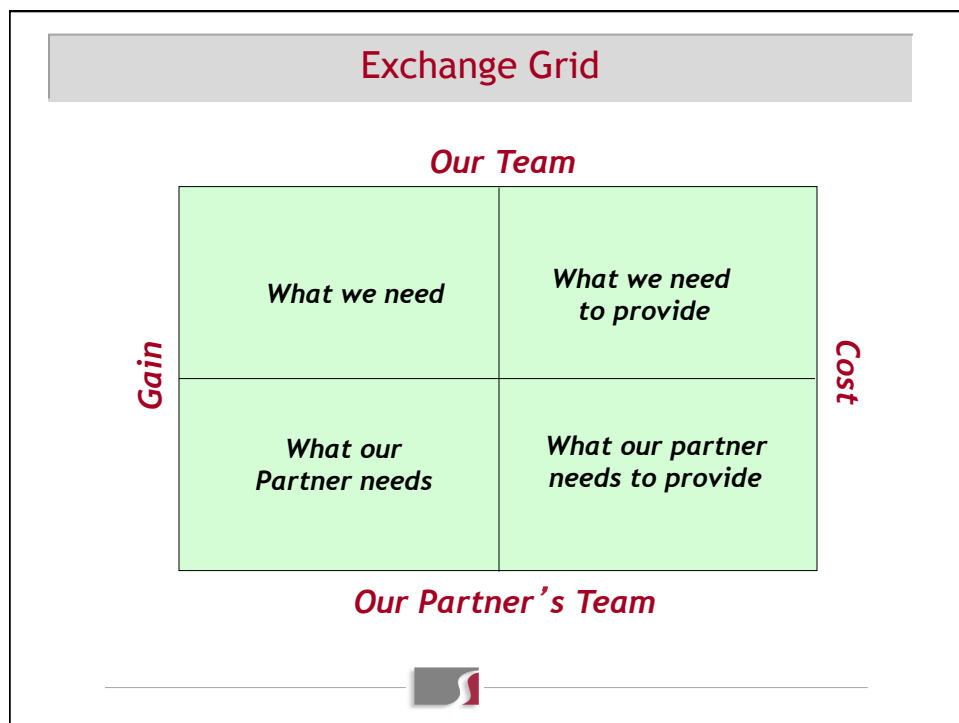 Exchange Grid
Our Team
What we need
What we need
to provide
Gain
Cost
What our
Partner needs
What our partner
needs to provide
Our Partner’s Team